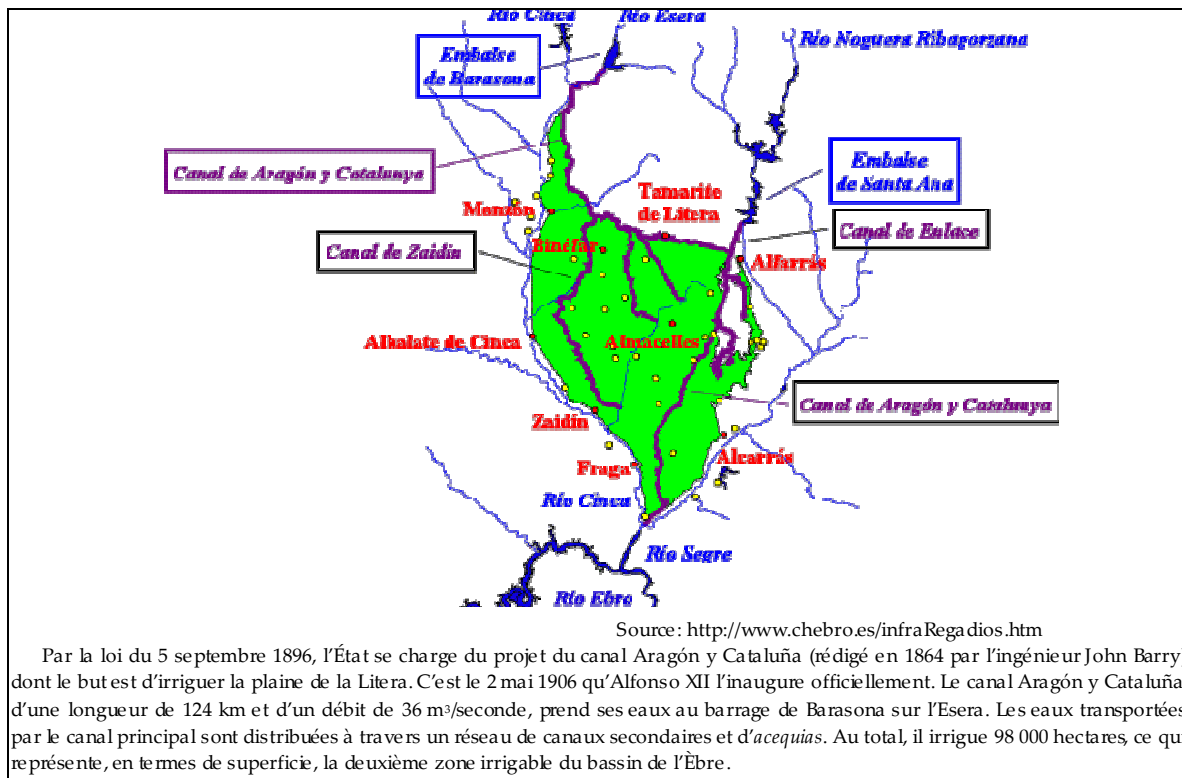 Río Cinca
Río Esera
Río Noguera Ribagorzana
Embalse
de Barasona
Embalse
de Santa Ana
Canal de Aragón y Catalunya
Tamarite
de Litera
Monzón
Canal de Enlace
Binéfar
Canal de Zaidín
Alfarrás
Albalate de Cinca
Almacelles
Canal de Aragón y Catalunya
Zaidín
Alcarrás
Fraga
Río Cinca
Río Segre
Río Ebro
Source: http://www.chebro.es/infraRegadios.htm
Par la loi du 5 septembre 1896, l’État se charge du projet du canal Aragón y Cataluña (rédigé en 1864 par l’ingénieur John Barry)
dont le but est d’irriguer la plaine de la Litera. C’est le 2 mai 1906 qu’Alfonso XII l’inaugure officiellement. Le canal Aragón y Cataluña,
d’une longueur de 124 km et d’un débit de 36 m³/seconde, prend ses eaux au barrage de Barasona sur l’Esera. Les eaux transportées
par le canal principal sont distribuées à travers un réseau de canaux secondaires et d’acequias. Au total, il irrigue 98 000 hectares, ce qui
représente, en termes de superficie, la deuxième zone irrigable du bassin de l’Èbre.